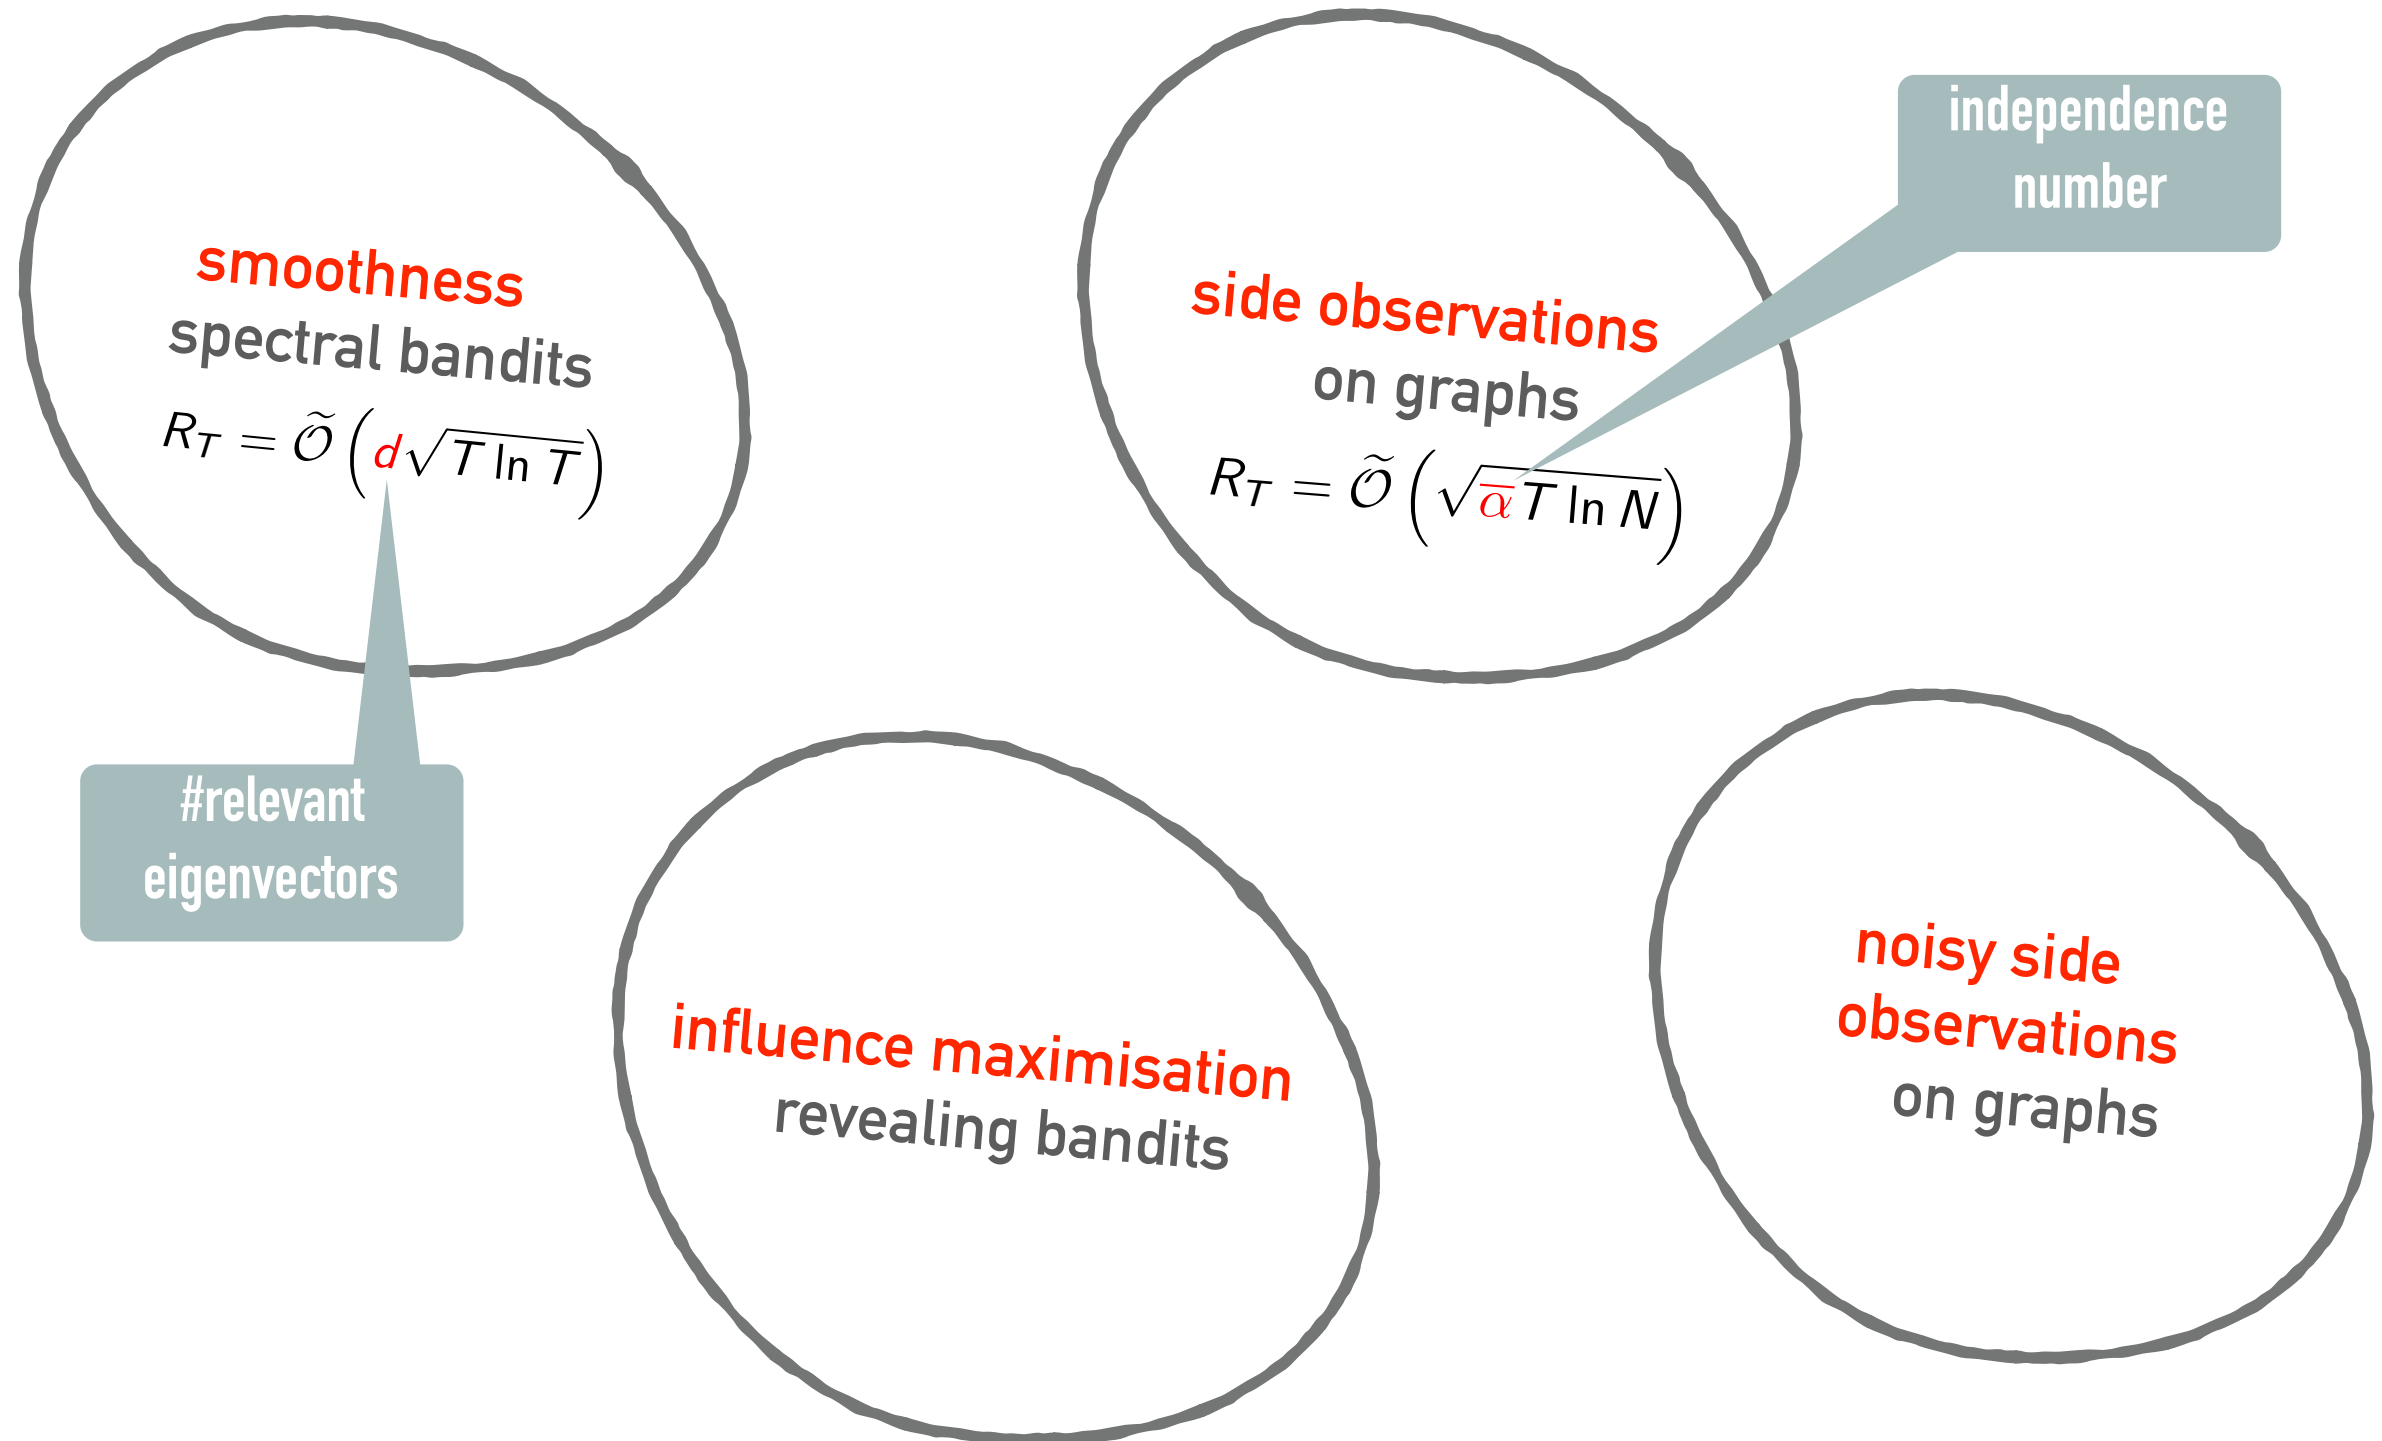 smoothness
spectral bandits
R_T = Õ (d√(T ln T))
#relevant
eigenvectors
side observations
on graphs
R_T = Õ (√(ᾱT ln N))
independence
number
influence maximisation
revealing bandits
noisy side
observations
on graphs